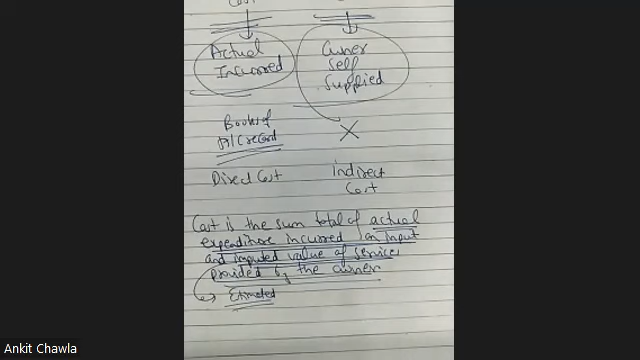 Cost
Actual
Incurred
Owner
Self
Supplied
Books of
A/C record
Direct Cost
Indirect
Cost
Cost is the sum total of actual
expenditure incurred on input
and imputed value of services
provided by the owner
Estimated
Ankit Chawla